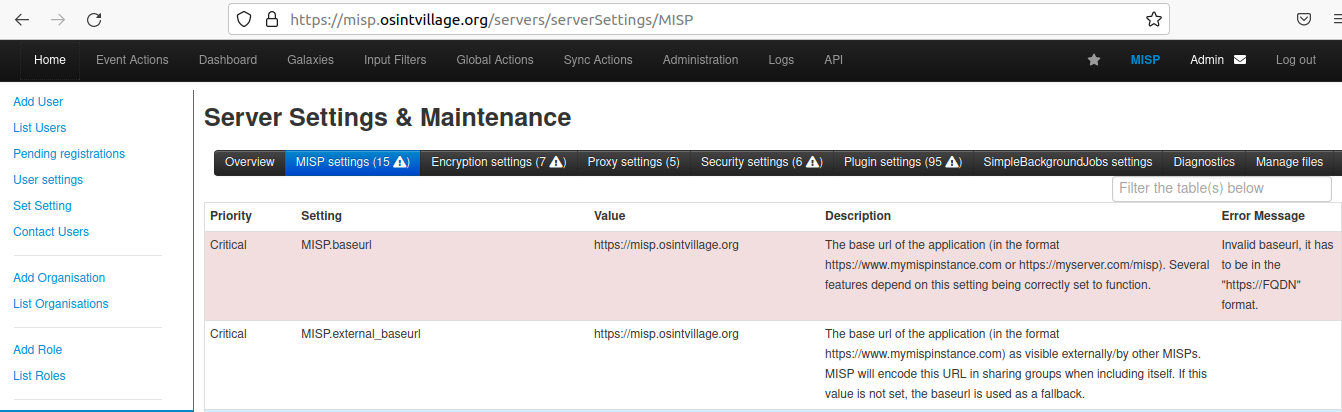 https://misp.osintvillage.org/servers/serverSettings/MISP
Home Event Actions Dashboard Galaxies Input Filters Global Actions Sync Actions Administration Logs API MISP Admin Log out
Add User
List Users
Pending registrations
User settings
Set Setting
Contact Users
Add Organisation
List Organisations
Add Role
List Roles
Server Settings & Maintenance
Overview MISP settings (15 ) Encryption settings (7 ) Proxy settings (5) Security settings (6 ) Plugin settings (95 ) SimpleBackgroundJobs settings Diagnostics Manage files
Filter the table(s) below
Priority Setting Value Description Error Message
Critical MISP.baseurl https://misp.osintvillage.org The base url of the application (in the format Invalid baseurl, it has
https://www.mymispinstance.com or https://myserver.com/misp). Several to be in the
features depend on this setting being correctly set to function. "https://FQDN"
format.
Critical MISP.external_baseurl https://misp.osintvillage.org The base url of the application (in the format
https://www.mymispinstance.com) as visible externally/by other MISPs.
MISP will encode this URL in sharing groups when including itself. If this
value is not set, the baseurl is used as a fallback.